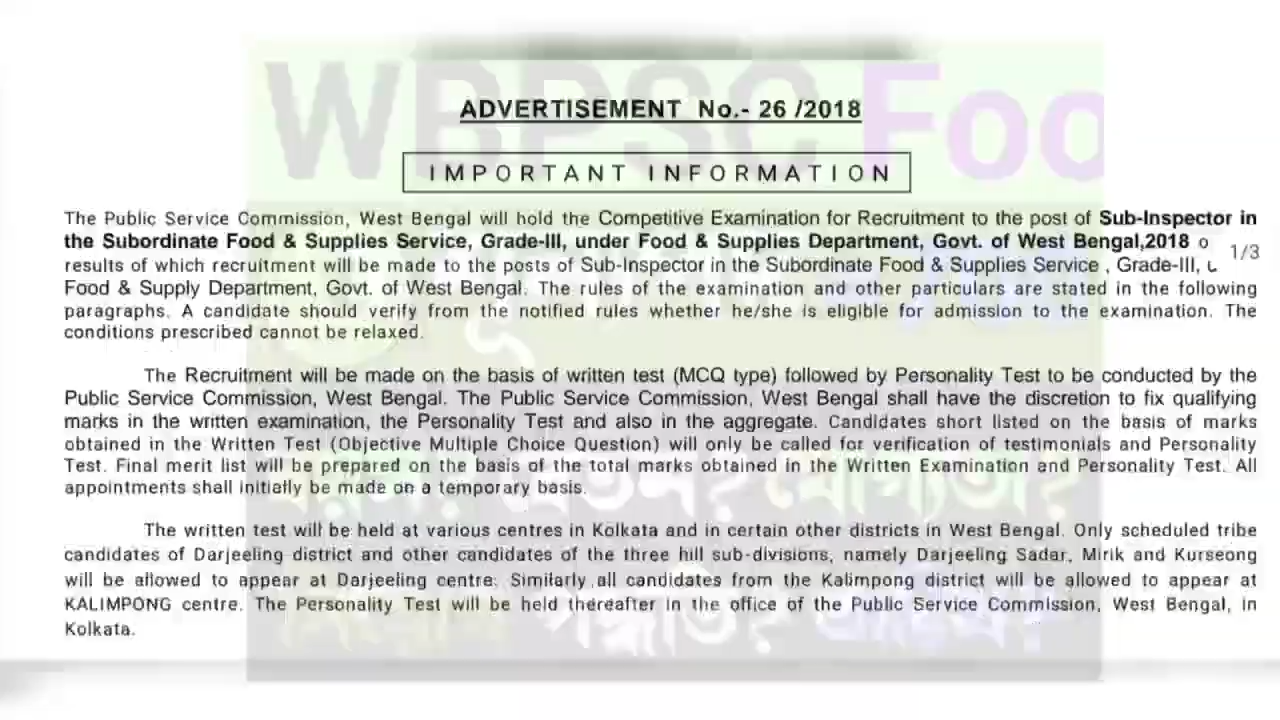 WBPSC Foo
ADVERTISEMENT No.- 26 /2018
IMPORTANT INFORMATION
The Public Service Commission, West Bengal will hold the Competitive Examination for Recruitment to the post of Sub-Inspector in
the Subordinate Food & Supplies Service, Grade-III, under Food & Supplies Department, Govt. of West Bengal,2018 o
1/3
results of which recruitment will be made to the posts of Sub-Inspector in the Subordinate Food & Supplies Service , Grade-III,
Food & Supply Department, Govt. of West Bengal. The rules of the examination and other particulars are stated in the following
paragraphs. A candidate should verify from the notified rules whether he/she is eligible for admission to the examination. The
conditions prescribed cannot be relaxed.
The Recruitment will be made on the basis of written test (MCQ type) followed by Personality Test to be conducted by the
Public Service Commission, West Bengal. The Public Service Commission, West Bengal shall have the discretion to fix qualifying
marks in the written examination, the Personality Test and also in the aggregate. Candidates short listed on the basis of marks
obtained in the Written Test (Objective Multiple Choice Question) will only be called for verification of testimonials and Personality
Test. Final merit list will be prepared on the basis of the total marks obtained in the Written Examination and Personality Test. All
appointments shall initially be made on a temporary basis.
The written test will be held at various centres in Kolkata and in certain other districts in West Bengal. Only scheduled tribe
candidates of Darjeeling district and other candidates of the three hill sub-divisions, namely Darjeeling Sadar, Mirik and Kurseong
will be allowed to appear at Darjeeling centre. Similarly all candidates from the Kalimpong district will be allowed to appear at
KALIMPONG centre. The Personality Test will be held thereafter in the office of the Public Service Commission, West Bengal, in
Kolkata.